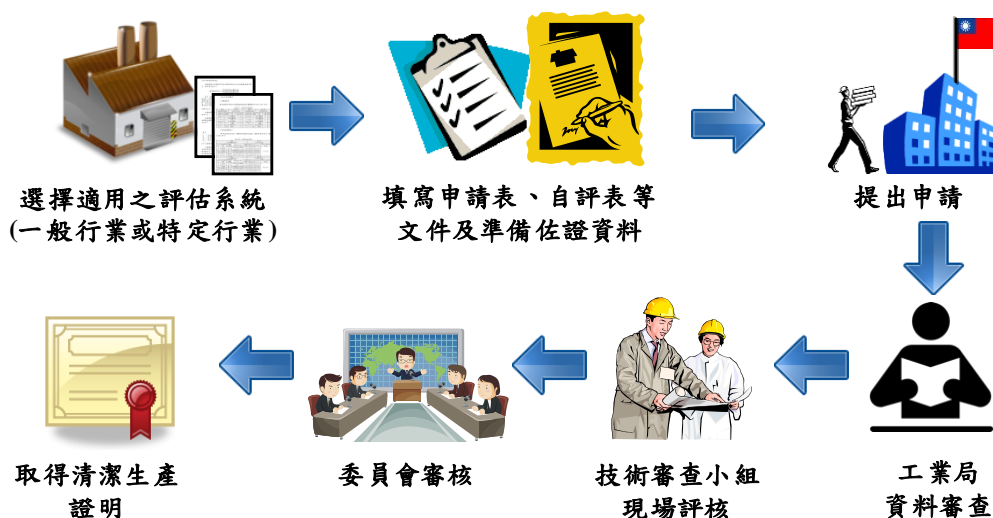 選擇適用之評估系統
(一般行業或特定行業)
填寫申請表、自評表等
文件及準備佐證資料
提出申請
工業局
資料審查
技術審查小組
現場評核
委員會審核
取得清潔生產
證明